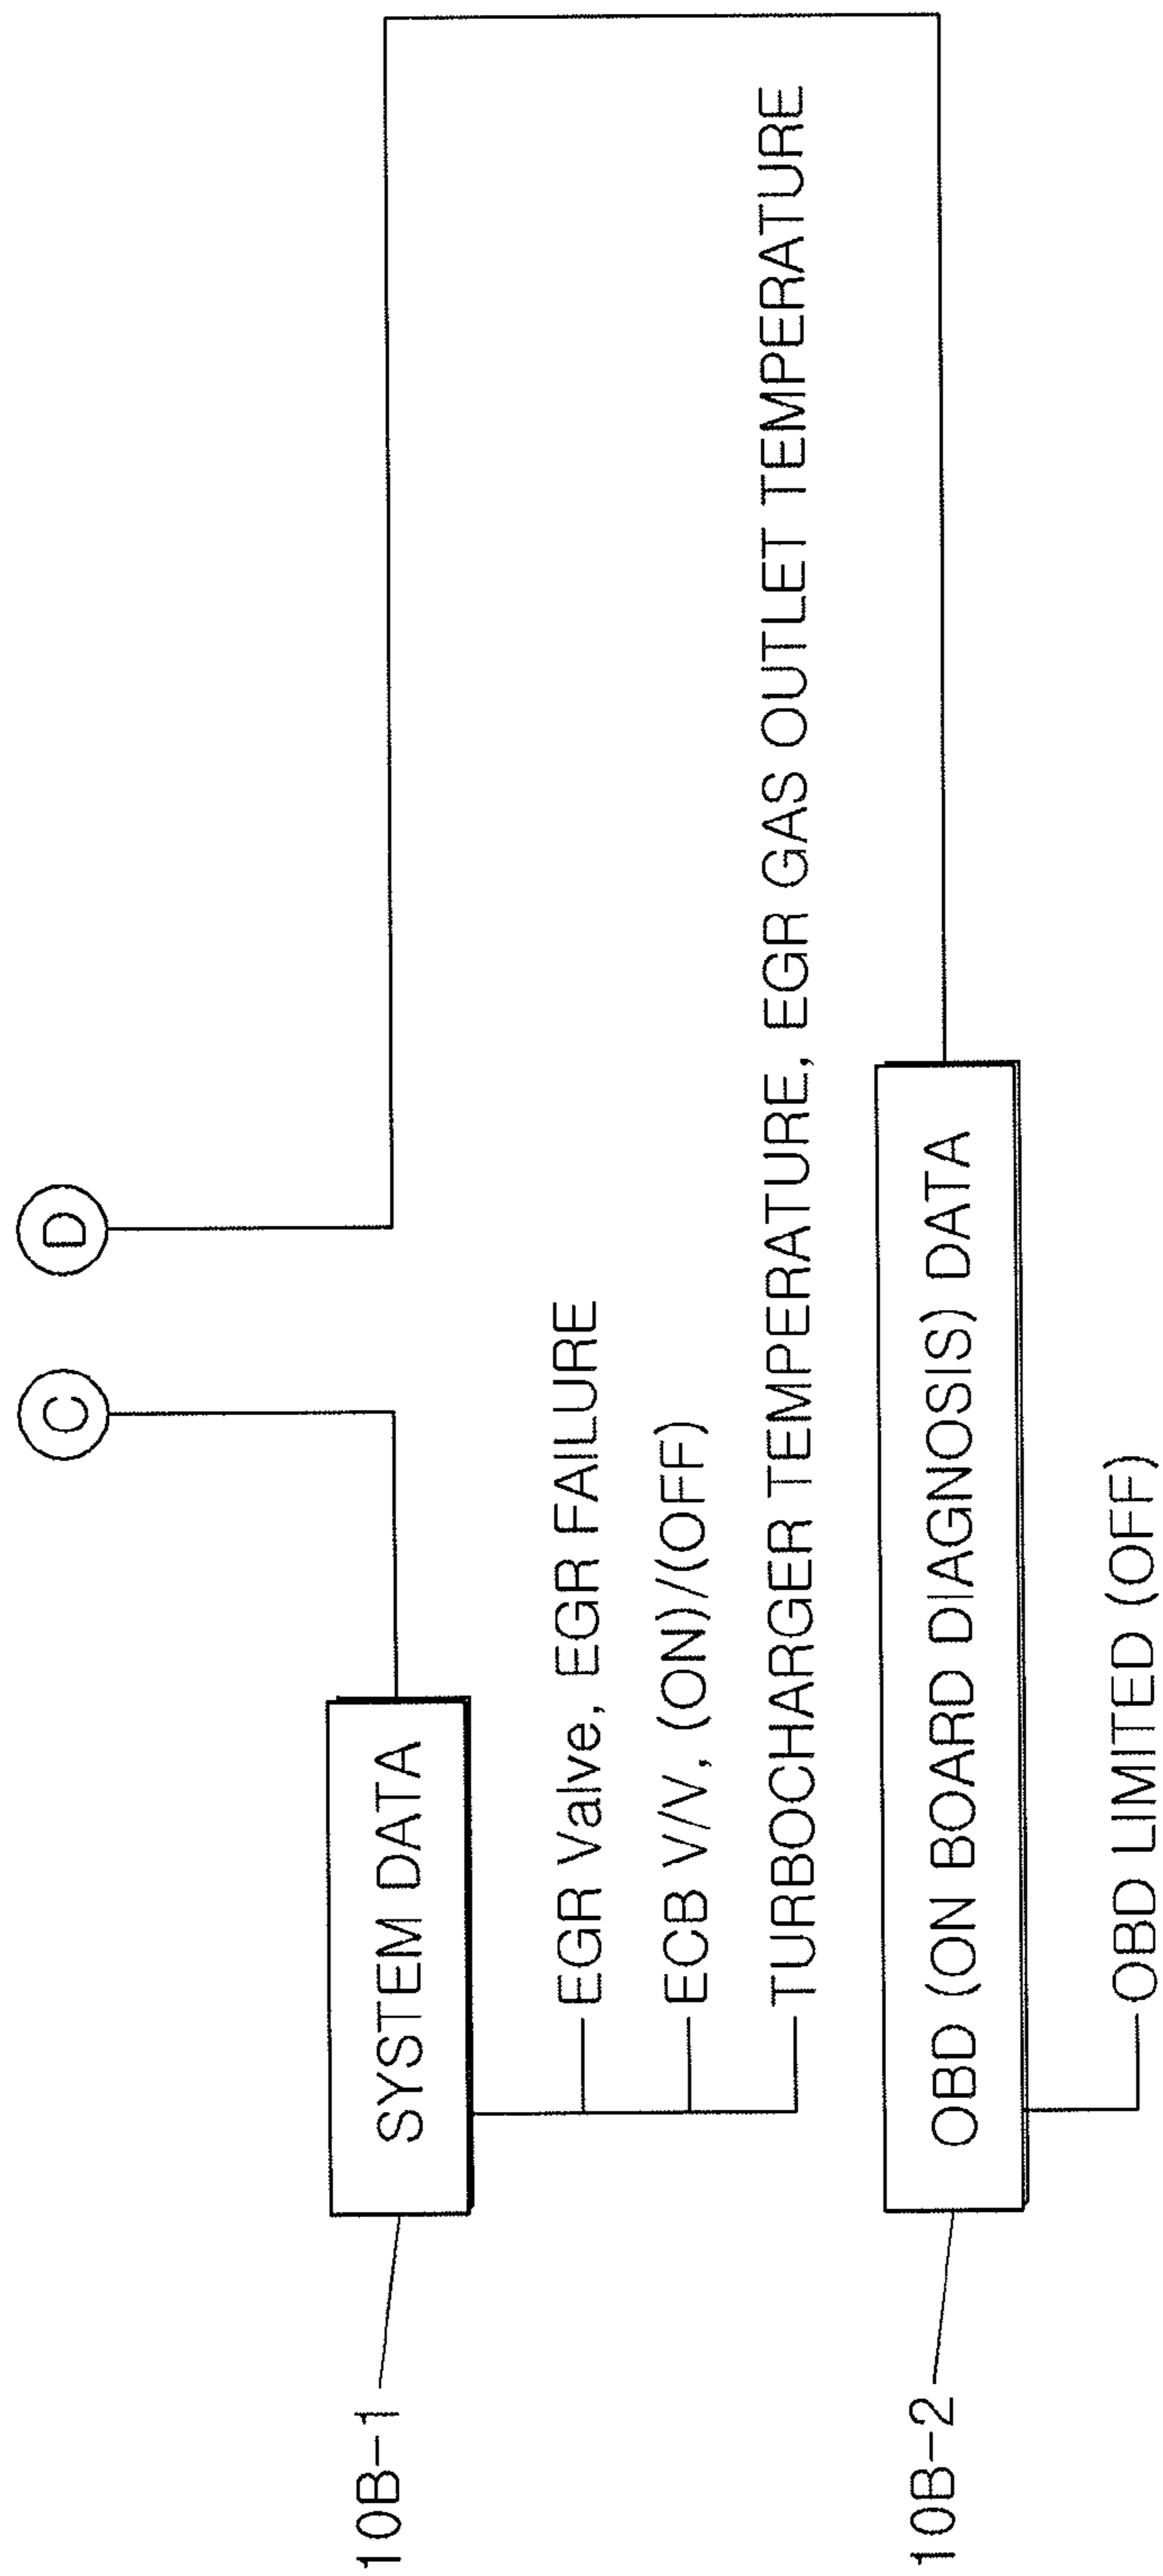 C
D
10B-1
SYSTEM DATA
EGR Valve, EGR FAILURE
ECB V/V, (ON)/(OFF)
TURBOCHARGER TEMPERATURE, EGR GAS OUTLET TEMPERATURE
10B-2
OBD (ON BOARD DIAGNOSIS) DATA
OBD LIMITED (OFF)